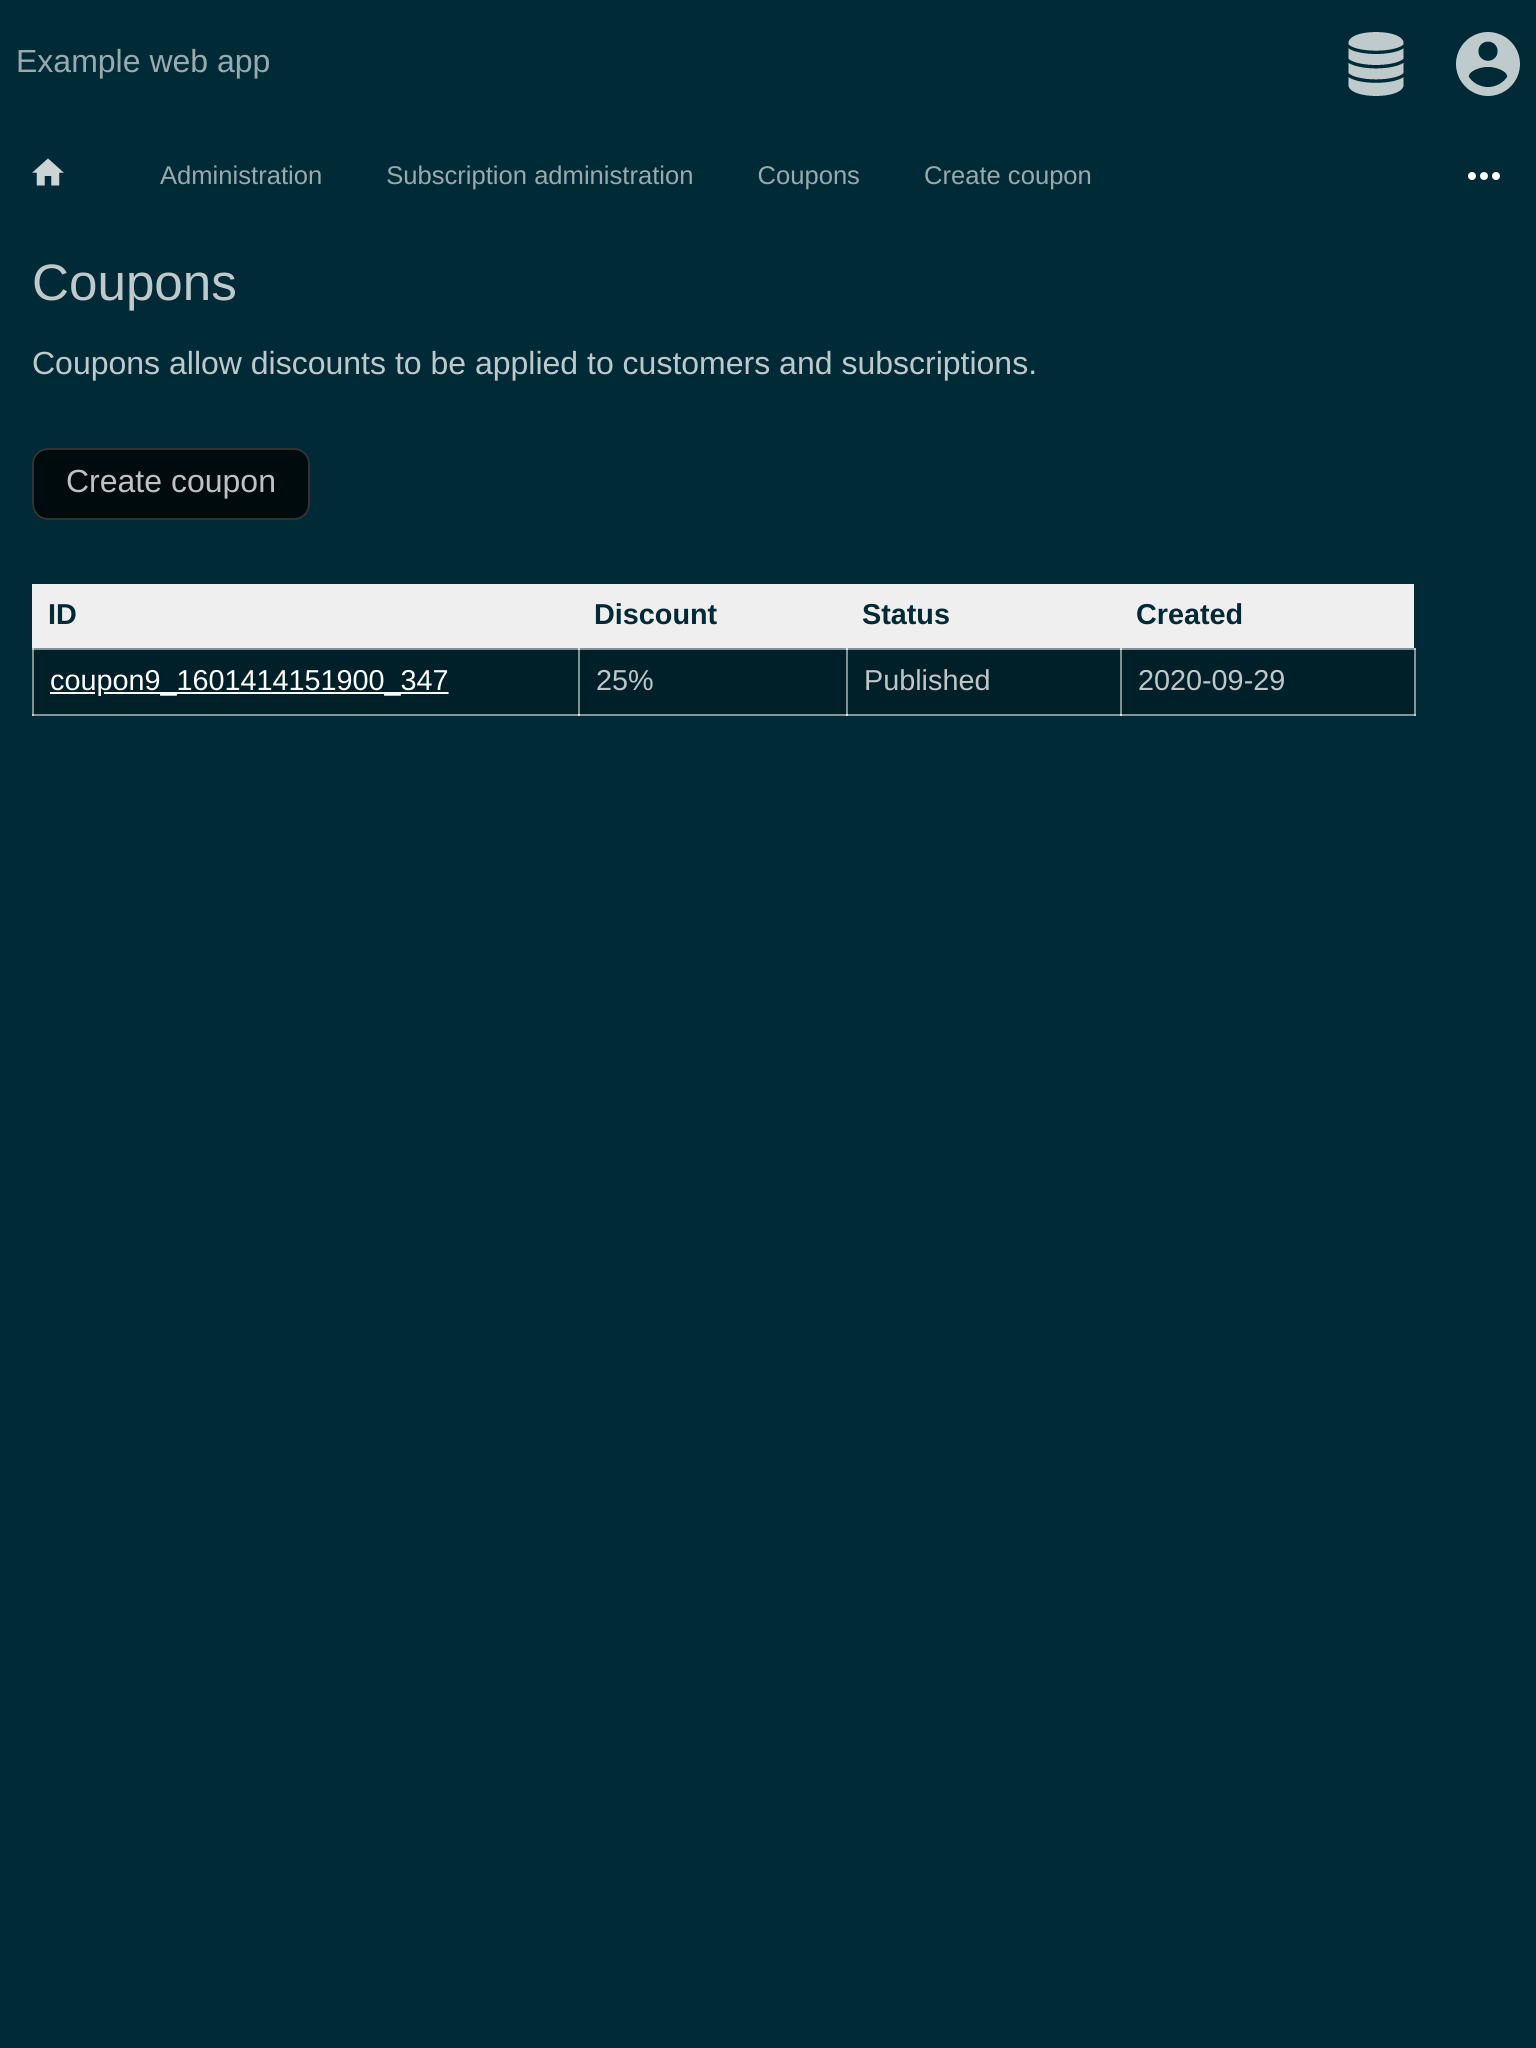 Example web app
Administration Subscription administration Coupons Create coupon
Coupons
Coupons allow discounts to be applied to customers and subscriptions.
Create coupon
ID Discount Status Created
coupon9_1601414151900_347 25% Published 2020-09-29